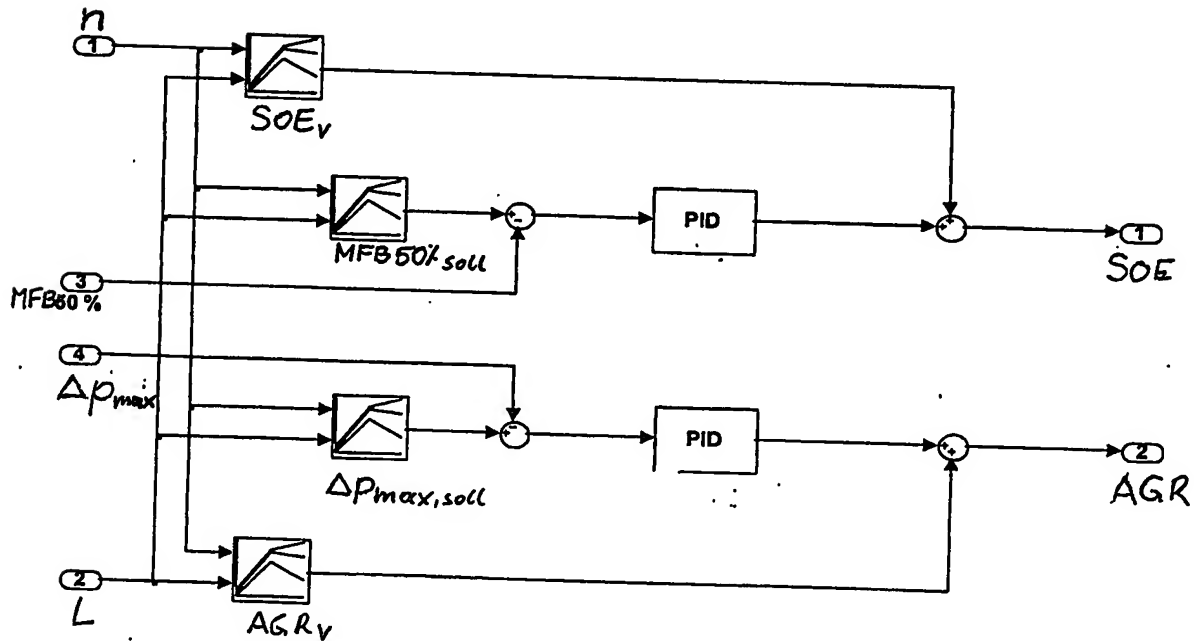 n
1
SOEv
PID
MFB50% soll
1
SOE
3
MFB50%
4
Δpmax
PID
Δpmax,soll
2
AGR
2
L
AGRv